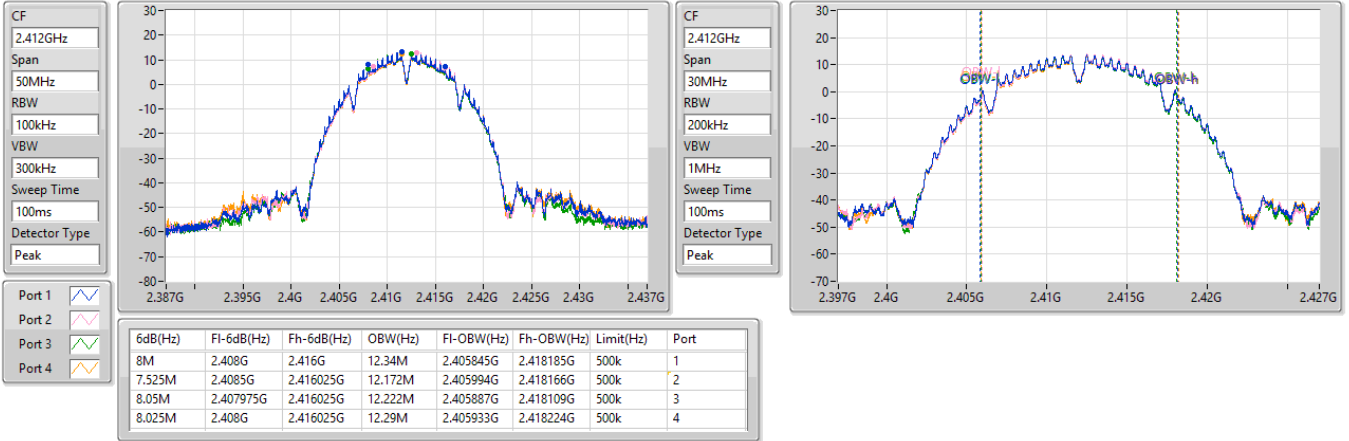 CF
2.412GHz
Span
50MHz
RBW
100kHz
VBW
300kHz
Sweep Time
100ms
Detector Type
Peak
Port 1
Port 2
Port 3
Port 4
30
20
10
0
-10
-20
-30
-40
-50
-60
-70
-80
2.387G 2.395G 2.4G 2.405G 2.41G 2.415G 2.42G 2.425G 2.43G 2.437G
CF
2.412GHz
Span
30MHz
RBW
200kHz
VBW
1MHz
Sweep Time
100ms
Detector Type
Peak
30
20
10
0
-10
-20
-30
-40
-50
-60
-70
OBW-l OBW-h
2.397G 2.4G 2.405G 2.41G 2.415G 2.42G 2.427G
6dB(Hz) Fl-6dB(Hz) Fh-6dB(Hz) OBW(Hz) Fl-OBW(Hz) Fh-OBW(Hz) Limit(Hz) Port
8M 2.408G 2.416G 12.34M 2.405845G 2.418185G 500k 1
7.525M 2.4085G 2.416025G 12.172M 2.405994G 2.418166G 500k 2
8.05M 2.407975G 2.416025G 12.222M 2.405887G 2.418109G 500k 3
8.025M 2.408G 2.416025G 12.29M 2.405933G 2.418224G 500k 4